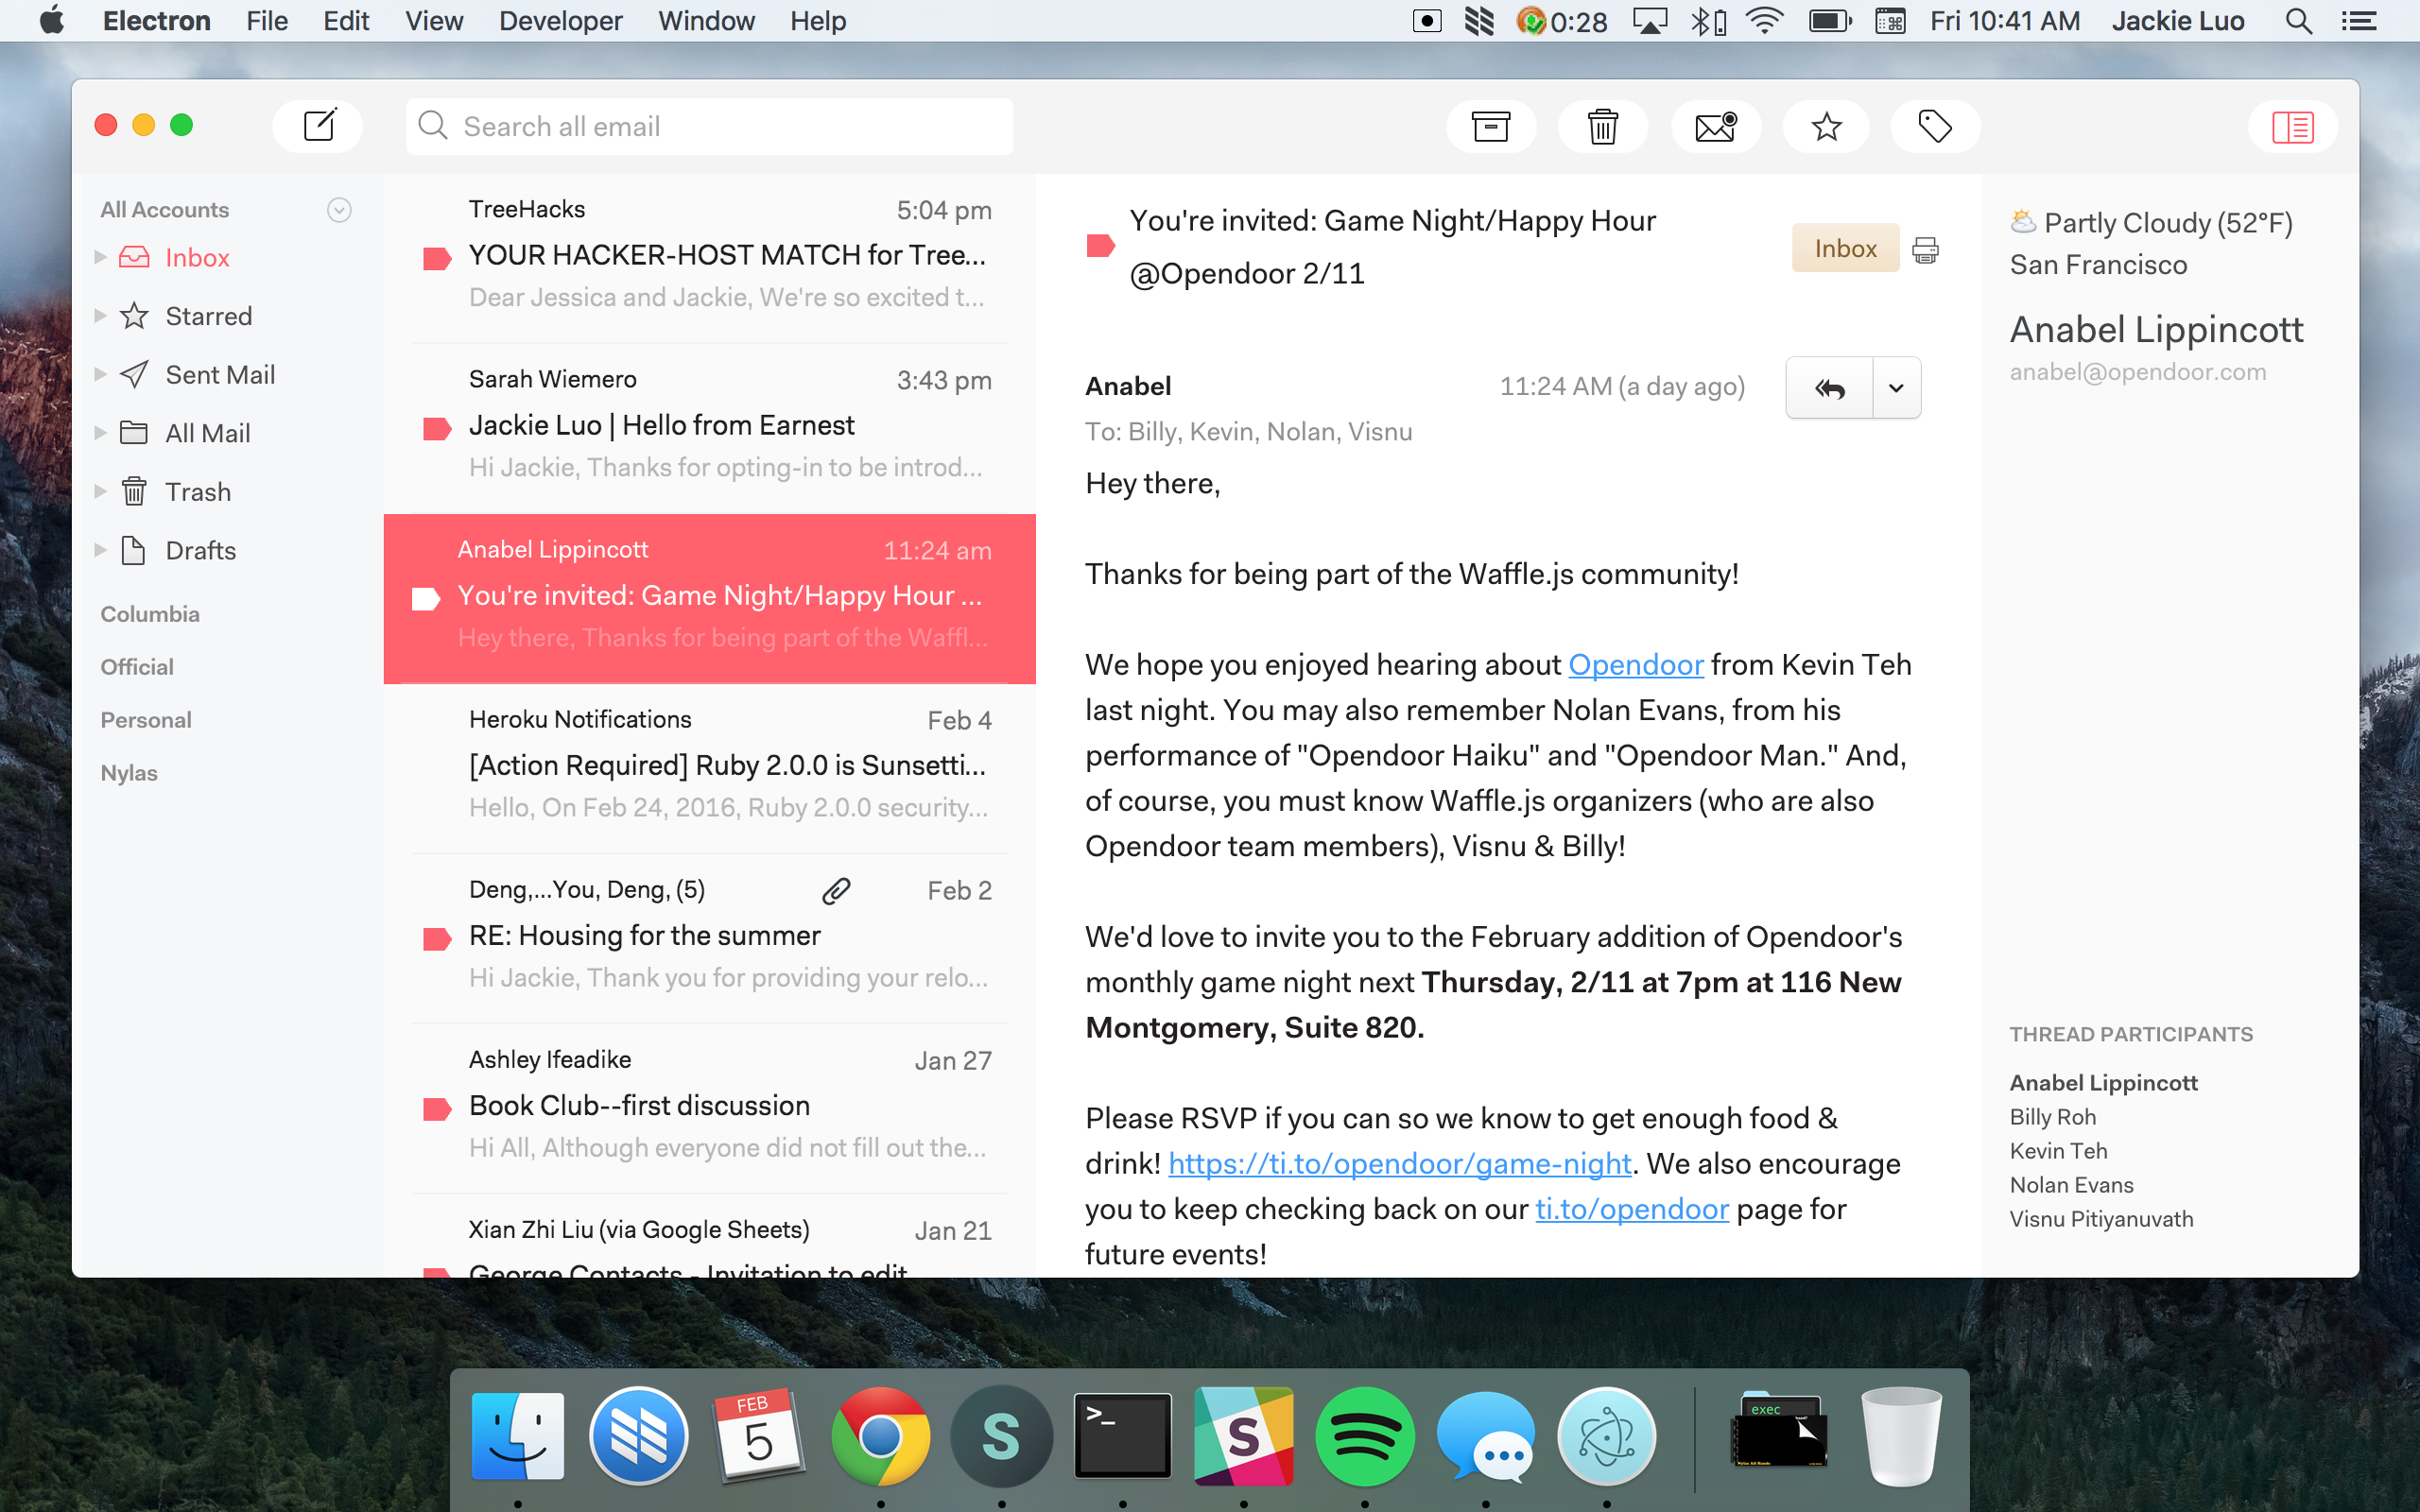 Electron File Edit View Developer Window Help
0:28 Fri 10:41 AM Jackie Luo
Search all email
All Accounts
Inbox
Starred
Sent Mail
All Mail
Trash
Drafts
Columbia
Official
Personal
Nylas
TreeHacks 5:04 pm
YOUR HACKER-HOST MATCH for Tree...
Dear Jessica and Jackie, We're so excited t...
Sarah Wiemero 3:43 pm
Jackie Luo | Hello from Earnest
Hi Jackie, Thanks for opting-in to be introd...
Anabel Lippincott 11:24 am
You're invited: Game Night/Happy Hour ...
Hey there, Thanks for being part of the Waffl...
Heroku Notifications Feb 4
[Action Required] Ruby 2.0.0 is Sunsetti...
Hello, On Feb 24, 2016, Ruby 2.0.0 security...
Deng,...You, Deng, (5) Feb 2
RE: Housing for the summer
Hi Jackie, Thank you for providing your relo...
Ashley Ifeadike Jan 27
Book Club--first discussion
Hi All, Although everyone did not fill out the...
Xian Zhi Liu (via Google Sheets) Jan 21
George Contacts - Invitation to edit
You're invited: Game Night/Happy Hour
@Opendoor 2/11
Inbox
Anabel 11:24 AM (a day ago)
To: Billy, Kevin, Nolan, Visnu
Hey there,
Thanks for being part of the Waffle.js community!
We hope you enjoyed hearing about Opendoor from Kevin Teh
last night. You may also remember Nolan Evans, from his
performance of "Opendoor Haiku" and "Opendoor Man." And,
of course, you must know Waffle.js organizers (who are also
Opendoor team members), Visnu & Billy!
We'd love to invite you to the February addition of Opendoor's
monthly game night next Thursday, 2/11 at 7pm at 116 New
Montgomery, Suite 820.
Please RSVP if you can so we know to get enough food &
drink! https://ti.to/opendoor/game-night. We also encourage
you to keep checking back on our ti.to/opendoor page for
future events!
Partly Cloudy (52°F)
San Francisco
Anabel Lippincott
anabel@opendoor.com
THREAD PARTICIPANTS
Anabel Lippincott
Billy Roh
Kevin Teh
Nolan Evans
Visnu Pitiyanuvath
FEB
5
S
>_
S
exec